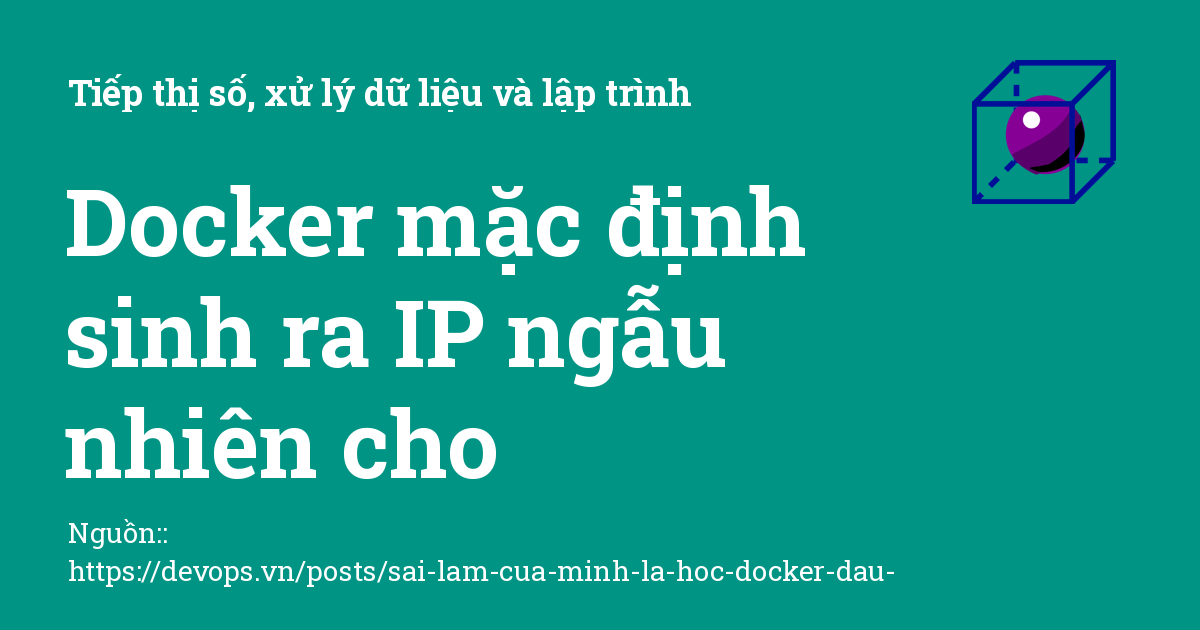 Tiếp thị số, xử lý dữ liệu và lập trình
Docker mặc định
sinh ra IP ngẫu
nhiên cho
Nguồn::
https://devops.vn/posts/sai-lam-cua-minh-la-hoc-docker-dau-